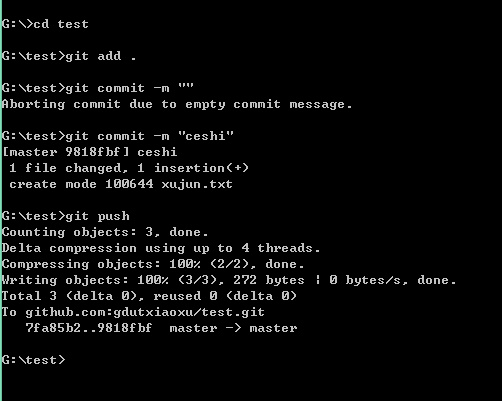 G:\>cd test
G:\test>git add .
G:\test>git commit -m ""
Aborting commit due to empty commit message.
G:\test>git commit -m "ceshi"
[master 9818fbf] ceshi
 1 file changed, 1 insertion(+)
 create mode 100644 xujun.txt
G:\test>git push
Counting objects: 3, done.
Delta compression using up to 4 threads.
Compressing objects: 100% (2/2), done.
Writing objects: 100% (3/3), 272 bytes ¦ 0 bytes/s, done.
Total 3 (delta 0), reused 0 (delta 0)
To github.com:gdutxiaoxu/test.git
   7fa85b2..9818fbf  master -> master
G:\test>